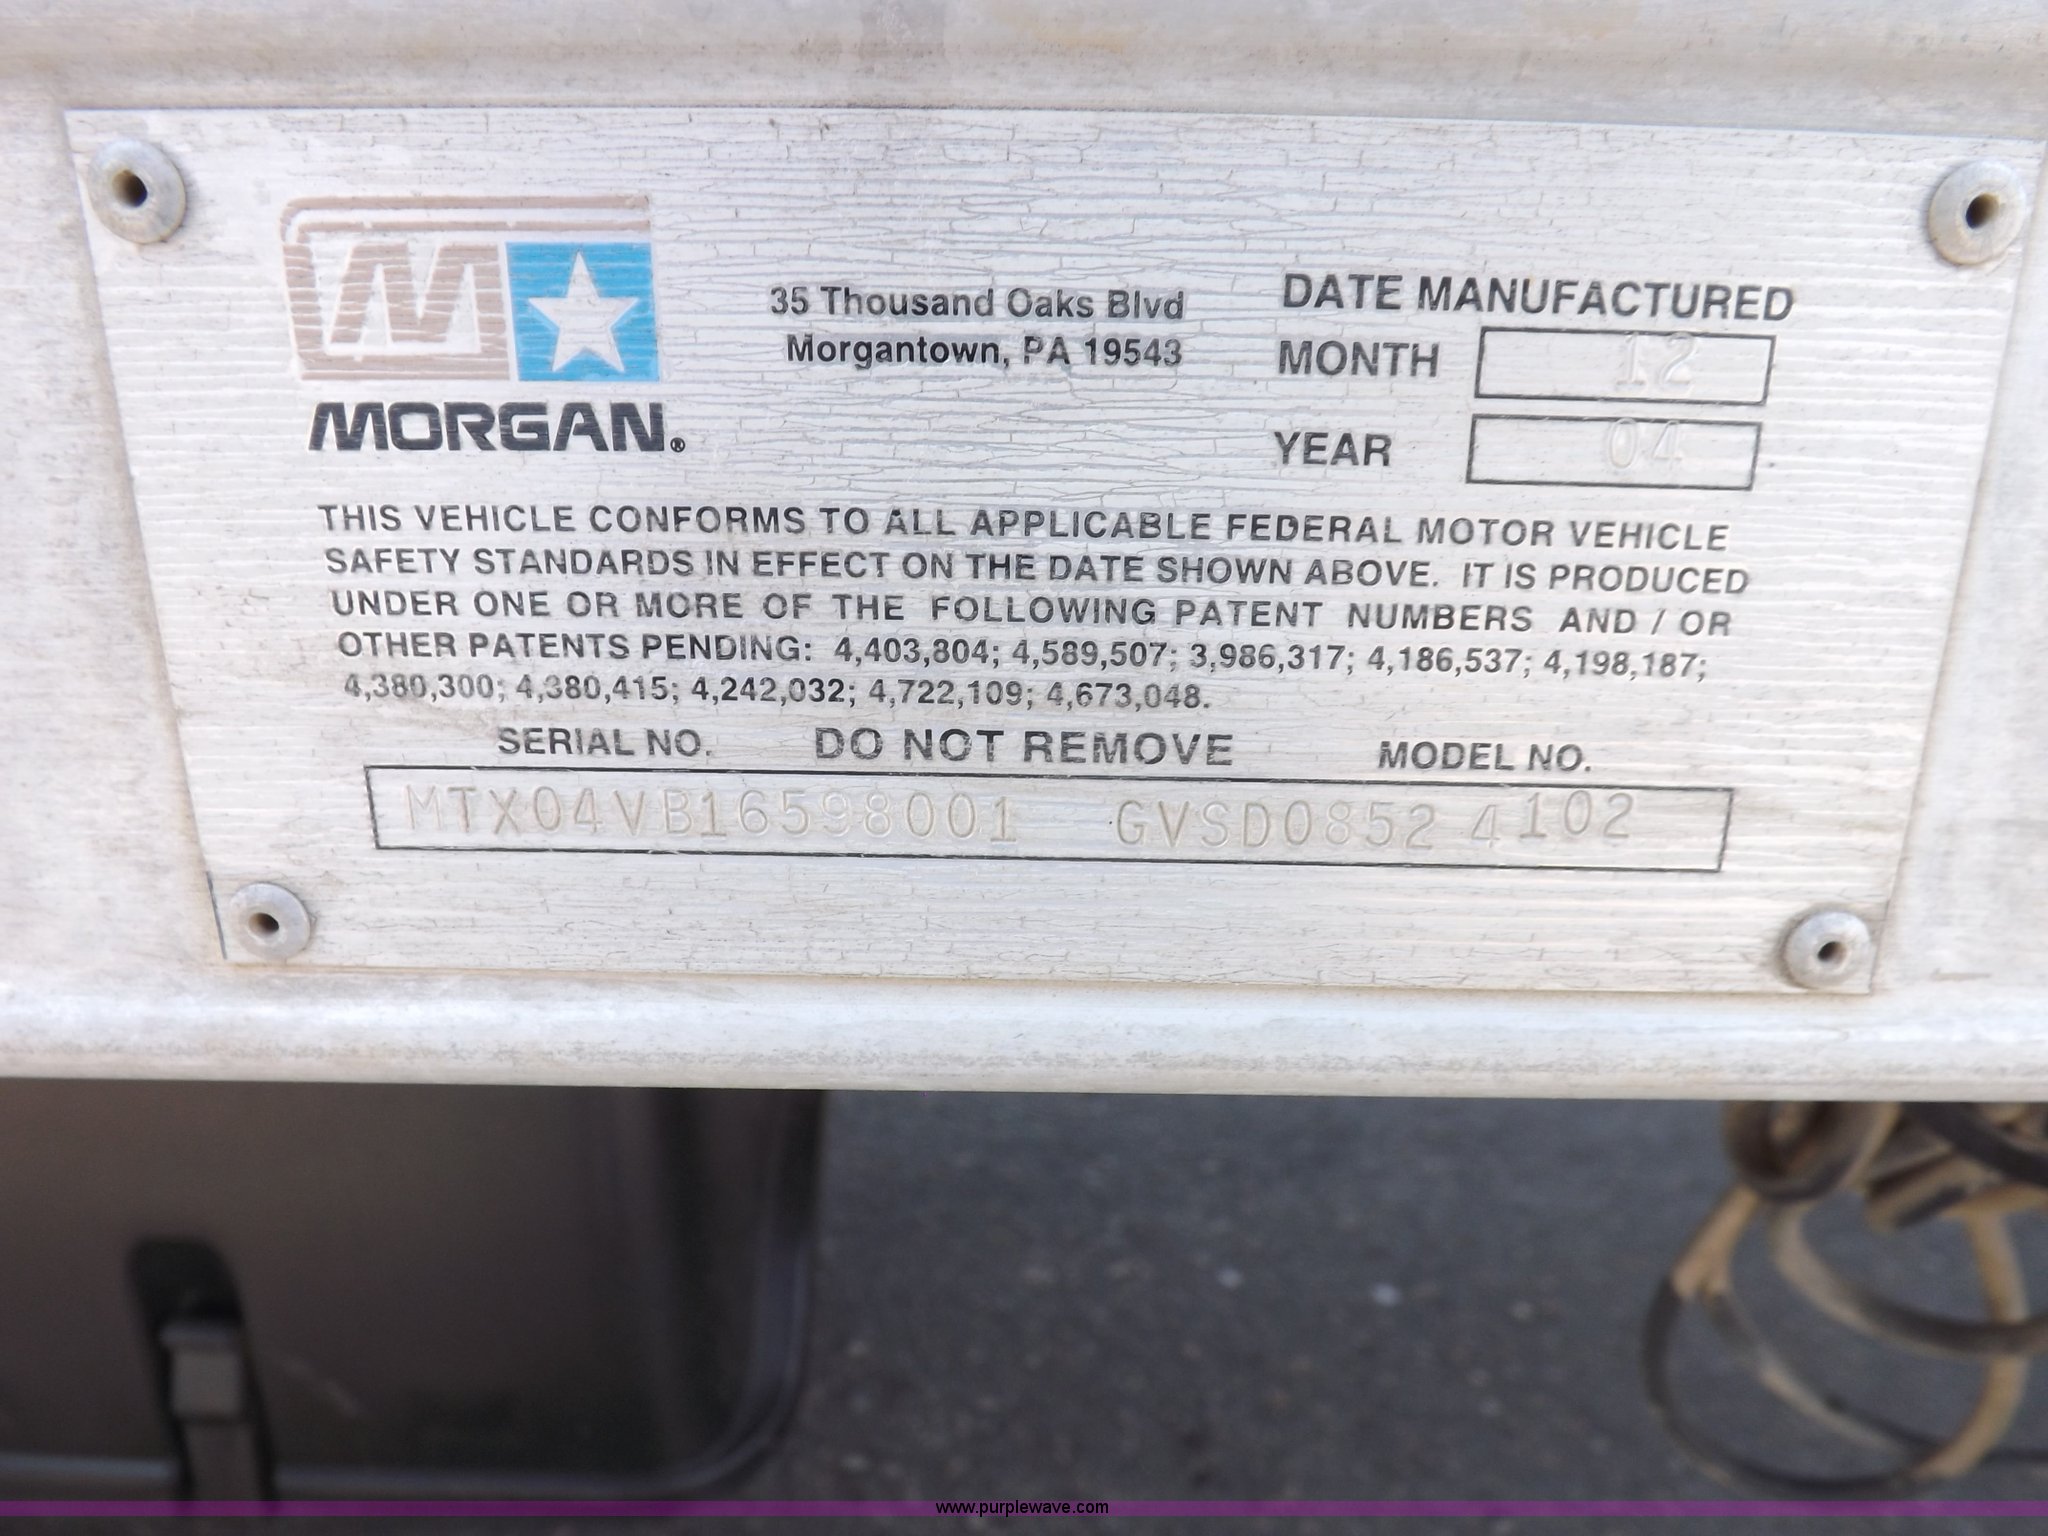 M
MORGAN®
35 Thousand Oaks Blvd
Morgantown, PA 19543
DATE MANUFACTURED
MONTH 12
YEAR 04
THIS VEHICLE CONFORMS TO ALL APPLICABLE FEDERAL MOTOR VEHICLE
SAFETY STANDARDS IN EFFECT ON THE DATE SHOWN ABOVE. IT IS PRODUCED
UNDER ONE OR MORE OF THE FOLLOWING PATENT NUMBERS AND / OR
OTHER PATENTS PENDING: 4,403,804; 4,589,507; 3,986,317; 4,186,537; 4,198,187;
4,380,300; 4,380,415; 4,242,032; 4,722,109; 4,673,048.
SERIAL NO. DO NOT REMOVE MODEL NO.
MTX04VB16598001 GVSD0852 4102
www.purplewave.com